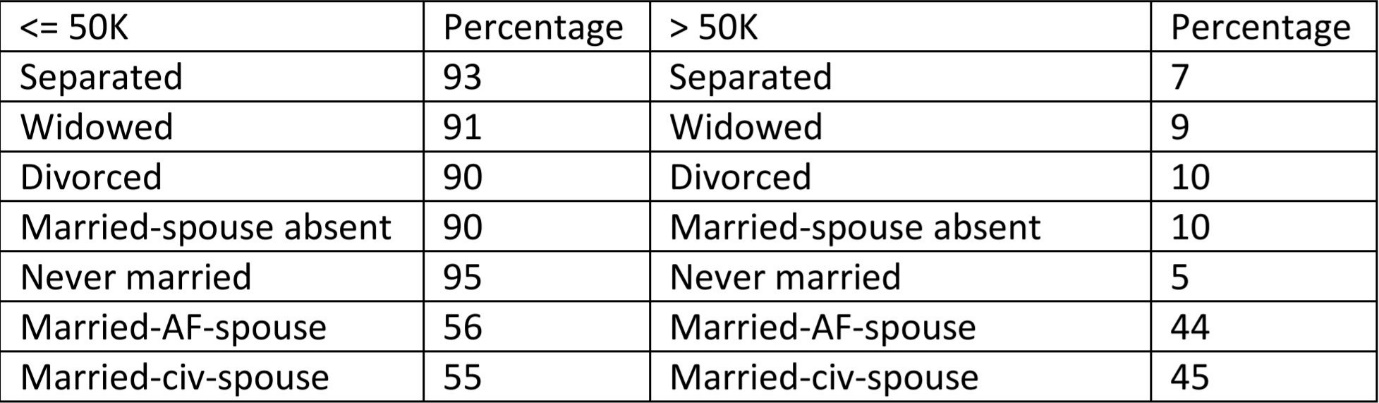 <= 50K Percentage > 50K Percentage
Separated 93 Separated 7
Widowed 91 Widowed 9
Divorced 90 Divorced 10
Married-spouse absent 90 Married-spouse absent 10
Never married 95 Never married 5
Married-AF-spouse 56 Married-AF-spouse 44
Married-civ-spouse 55 Married-civ-spouse 45